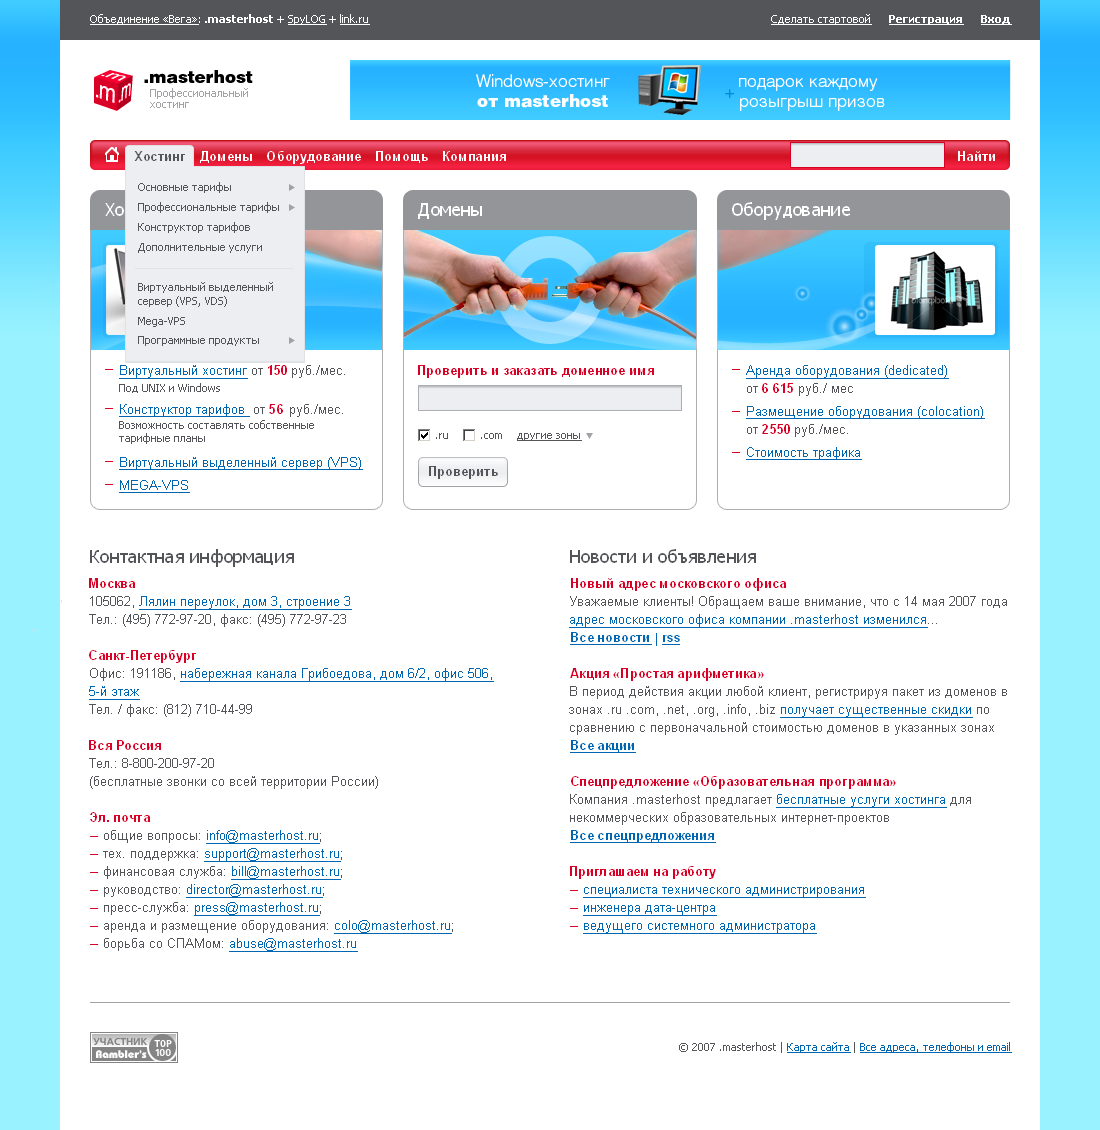 Объединение «Вега»: .masterhost + SpyLOG + link.ru
Сделать стартовой Регистрация Вход
.masterhost
Профессиональный
хостинг
Windows-хостинг
от masterhost
+ подарок каждому
розыгрыш призов
Хостинг Домены Оборудование Помощь Компания Найти
Основные тарифы
Профессиональные тарифы
Конструктор тарифов
Дополнительные услуги
Виртуальный выделенный
сервер (VPS, VDS)
Mega-VPS
Программные продукты
Хо
— Виртуальный хостинг от 150 руб./мес.
Под UNIX и Windows
— Конструктор тарифов от 56 руб./мес.
Возможность составлять собственные
тарифные планы
— Виртуальный выделенный сервер (VPS)
— MEGA-VPS
Домены
Проверить и заказать доменное имя
.ru .com другие зоны
Проверить
Оборудование
— Аренда оборудования (dedicated)
от 6 615 руб./ мес
— Размещение оборудования (colocation)
от 2550 руб./мес.
— Стоимость трафика
Контактная информация
Москва
105062, Лялин переулок, дом 3, строение 3
Тел.: (495) 772-97-20, факс: (495) 772-97-23
Санкт-Петербург
Офис: 191186, набережная канала Грибоедова, дом 6/2, офис 506,
5-й этаж
Тел. / факс: (812) 710-44-99
Вся Россия
Тел.: 8-800-200-97-20
(бесплатные звонки со всей территории России)
Эл. почта
— общие вопросы: info@masterhost.ru;
— тех. поддержка: support@masterhost.ru;
— финансовая служба: bill@masterhost.ru;
— руководство: director@masterhost.ru;
— пресс-служба: press@masterhost.ru;
— аренда и размещение оборудования: colo@masterhost.ru;
— борьба со СПАМом: abuse@masterhost.ru
Новости и объявления
Новый адрес московского офиса
Уважаемые клиенты! Обращаем ваше внимание, что с 14 мая 2007 года
адрес московского офиса компании .masterhost изменился...
Все новости | rss
Акция «Простая арифметика»
В период действия акции любой клиент, регистрируя пакет из доменов в
зонах .ru .com, .net, .org, .info, .biz получает существенные скидки по
сравнению с первоначальной стоимостью доменов в указанных зонах
Все акции
Спецпредложение «Образовательная программа»
Компания .masterhost предлагает бесплатные услуги хостинга для
некоммерческих образовательных интернет-проектов
Все спецпредложения
Приглашаем на работу
— специалиста технического администрирования
— инженера дата-центра
— ведущего системного администратора
УЧАСТНИК
Rambler's
TOP
100
© 2007 .masterhost | Карта сайта | Все адреса, телефоны и email